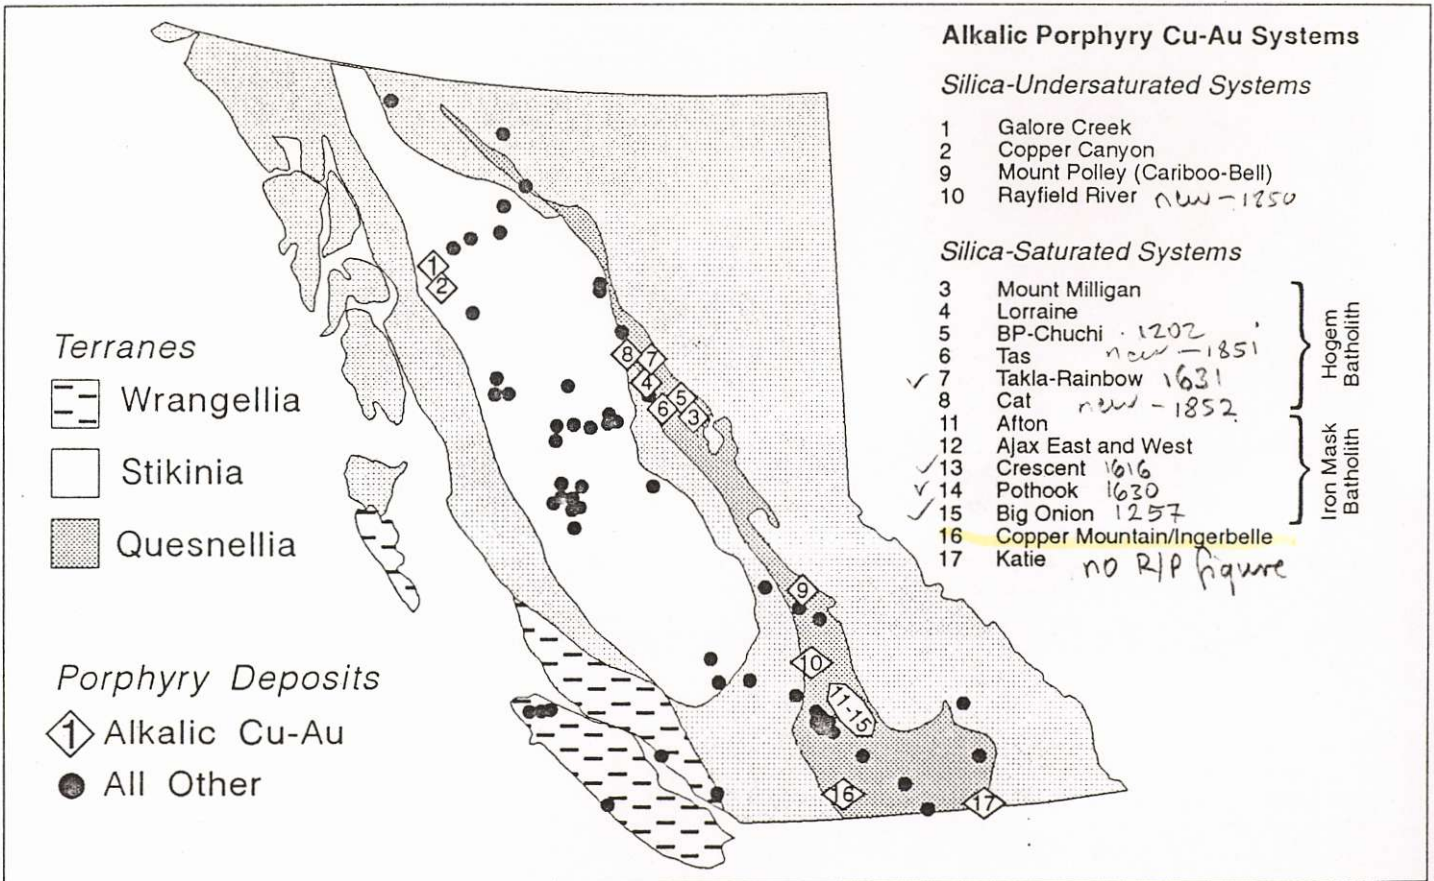 Alkalic Porphyry Cu-Au Systems
Silica-Undersaturated Systems
1 Galore Creek
2 Copper Canyon
9 Mount Polley (Cariboo-Bell)
10 Rayfield River new - 1250
Silica-Saturated Systems
3 Mount Milligan
4 Lorraine
5 BP-Chuchi . 1202
6 Tas new - 1851
✓ 7 Takla-Rainbow 1631
8 Cat new - 1852
Hogem
Batholith
11 Afton
12 Ajax East and West
✓ 13 Crescent 1616
✓ 14 Pothook 1630
✓ 15 Big Onion 1257
Iron Mask
Batholith
16 Copper Mountain/Ingerbelle
17 Katie no R/P figure
Terranes
Wrangellia
Stikinia
Quesnellia
Porphyry Deposits
1 Alkalic Cu-Au
All Other
1
2
8 7
4
5
6 3
9
10
11-15
16
17